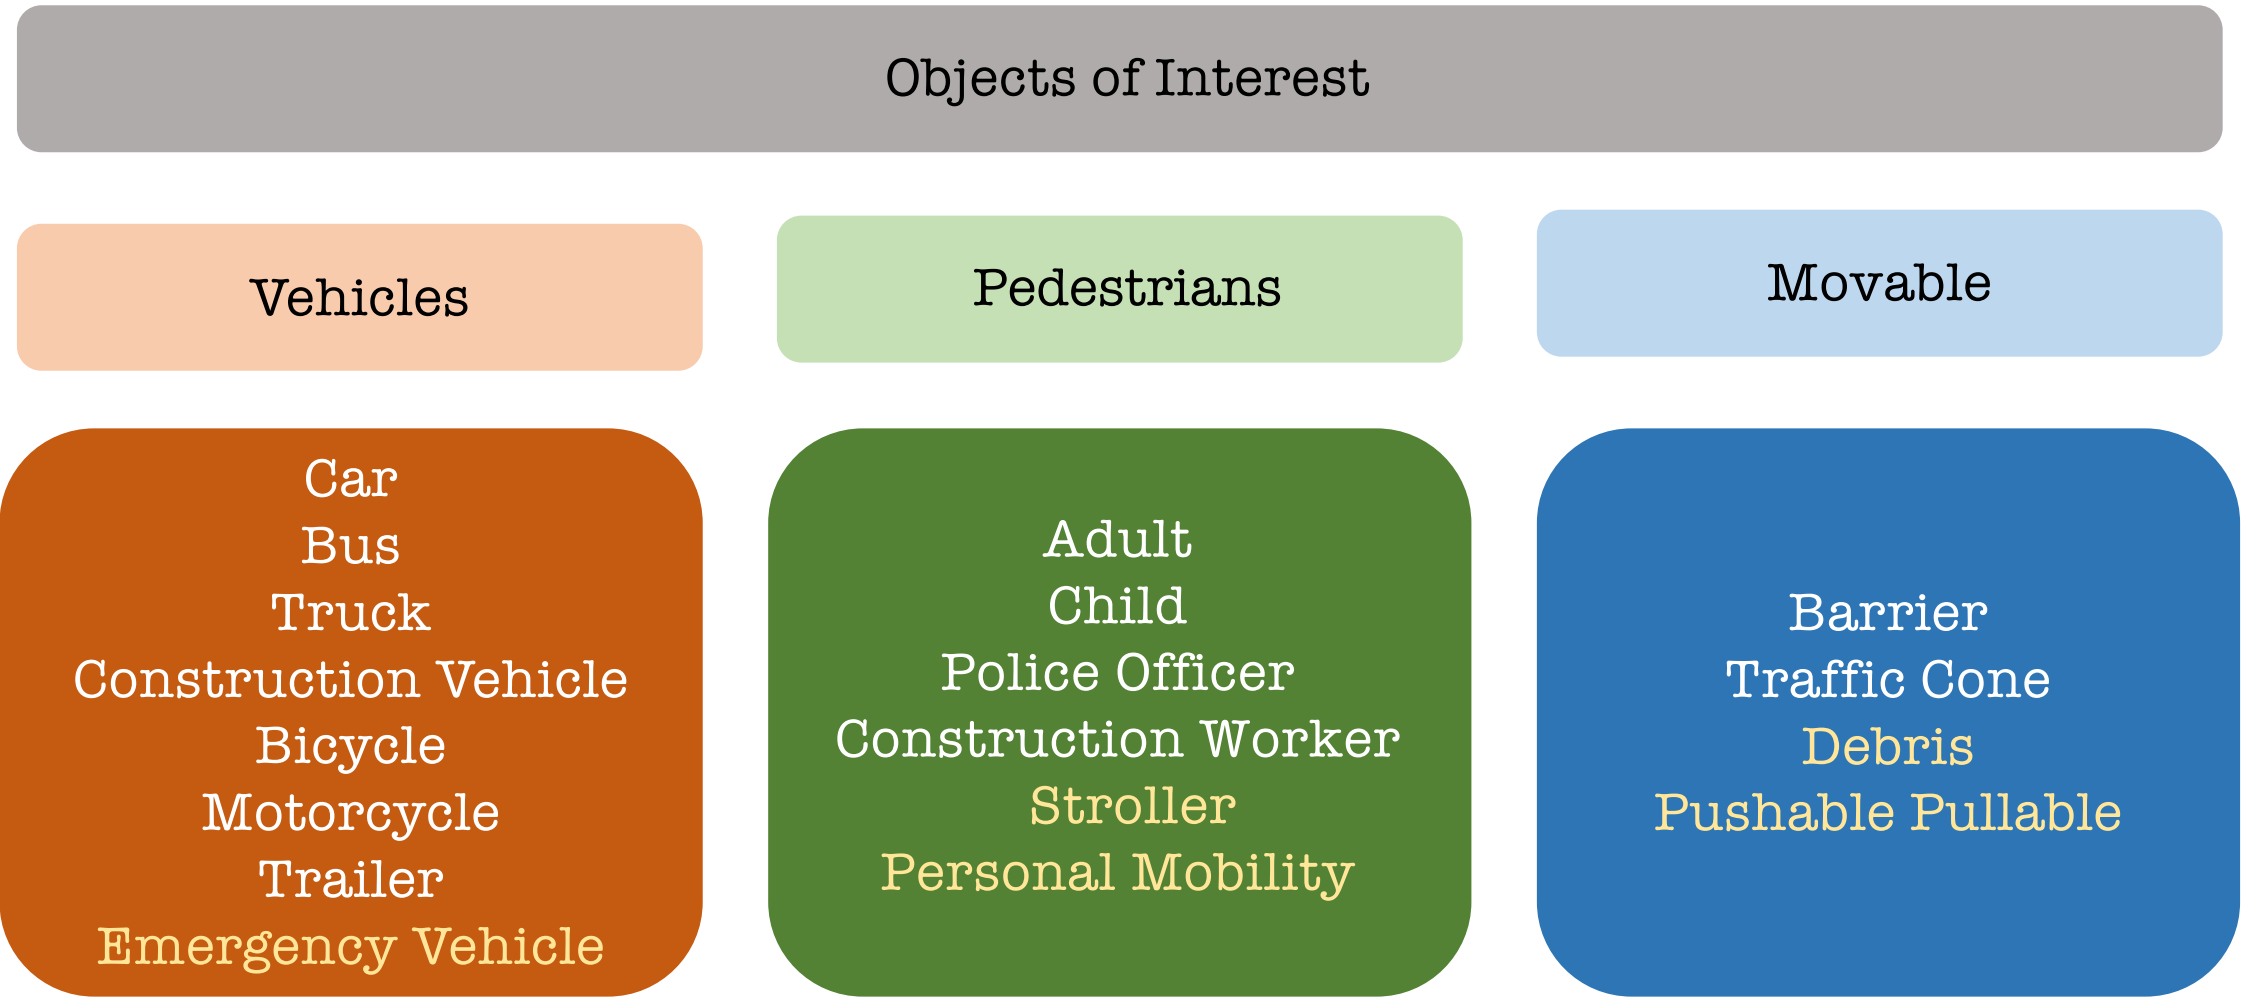 Objects of Interest
Vehicles
Pedestrians
Movable
Car
Bus
Truck
Construction Vehicle
Bicycle
Motorcycle
Trailer
Emergency Vehicle
Adult
Child
Police Officer
Construction Worker
Stroller
Personal Mobility
Barrier
Traffic Cone
Debris
Pushable Pullable